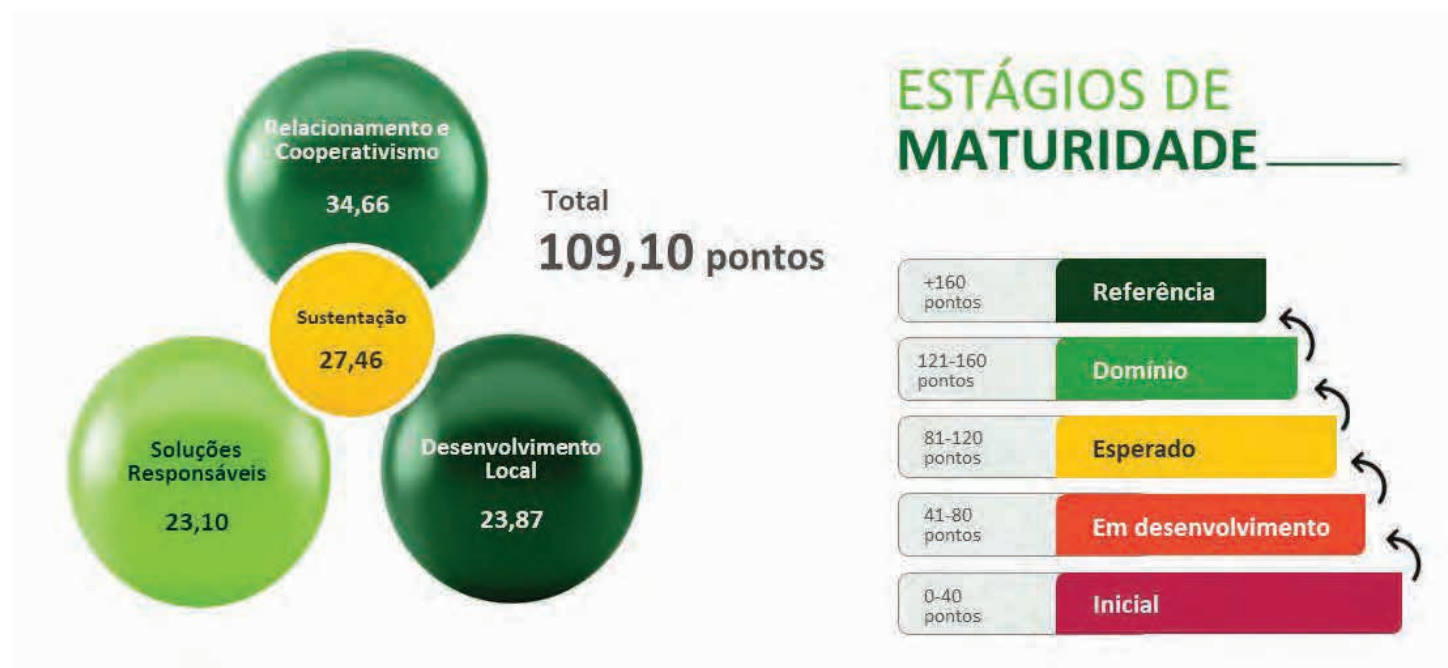 Relacionamento e
Cooperativismo
34,66
Sustentação
27,46
Soluções
Responsáveis
23,10
Desenvolvimento
Local
23,87
Total
109,10 pontos
ESTÁGIOS DE
MATURIDADE
+160
pontos
Referência
121-160
pontos
Domínio
81-120
pontos
Esperado
41-80
pontos
Em desenvolvimento
0-40
pontos
Inicial